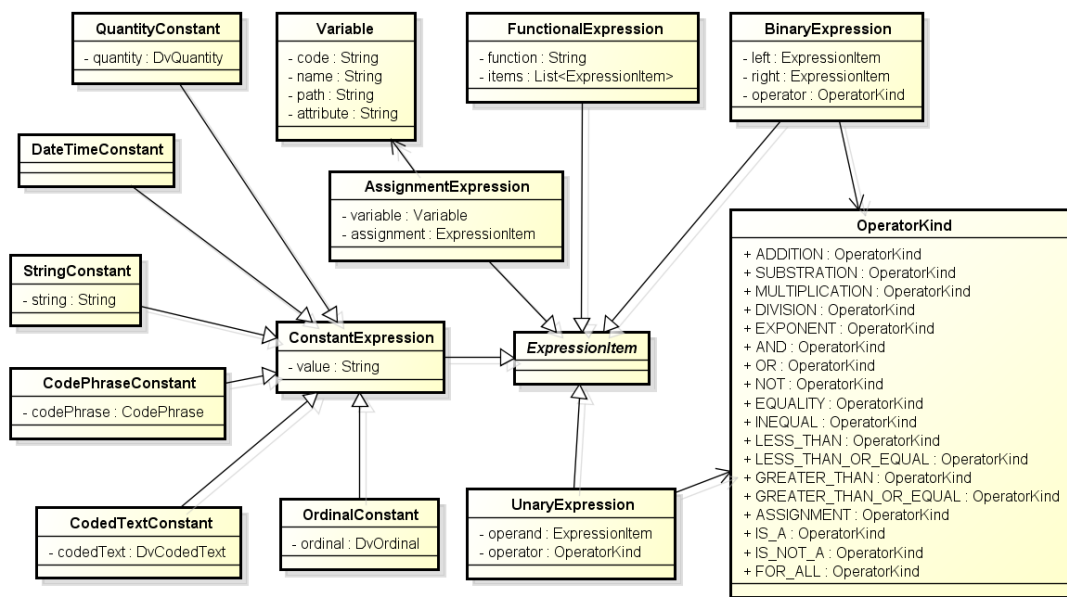 QuantityConstant
- quantity : DvQuantity
Variable
- code : String
- name : String
- path : String
- attribute : String
FunctionalExpression
- function : String
- items : List<ExpressionItem>
BinaryExpression
- left : ExpressionItem
- right : ExpressionItem
- operator : OperatorKind
DateTimeConstant
AssignmentExpression
- variable : Variable
- assignment : ExpressionItem
OperatorKind
+ ADDITION : OperatorKind
+ SUBSTRATION : OperatorKind
+ MULTIPLICATION : OperatorKind
+ DIVISION : OperatorKind
+ EXPONENT : OperatorKind
+ AND : OperatorKind
+ OR : OperatorKind
+ NOT : OperatorKind
+ EQUALITY : OperatorKind
+ INEQUAL : OperatorKind
+ LESS_THAN : OperatorKind
+ LESS_THAN_OR_EQUAL : OperatorKind
+ GREATER_THAN : OperatorKind
+ GREATER_THAN_OR_EQUAL : OperatorKind
+ ASSIGNMENT : OperatorKind
+ IS_A : OperatorKind
+ IS_NOT_A : OperatorKind
+ FOR_ALL : OperatorKind
StringConstant
- string : String
ConstantExpression
- value : String
ExpressionItem
CodePhraseConstant
- codePhrase : CodePhrase
CodedTextConstant
- codedText : DvCodedText
OrdinalConstant
- ordinal : DvOrdinal
UnaryExpression
- operand : ExpressionItem
- operator : OperatorKind